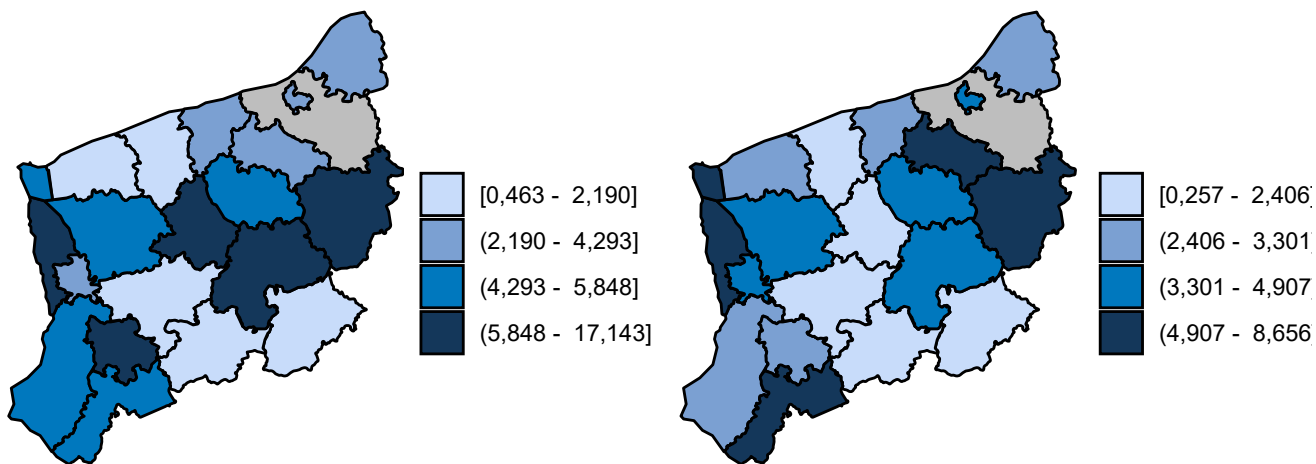 [0,463 - 2,190]
(2,190 - 4,293]
(4,293 - 5,848]
(5,848 - 17,143]
[0,257 - 2,406]
(2,406 - 3,301]
(3,301 - 4,907]
(4,907 - 8,656]